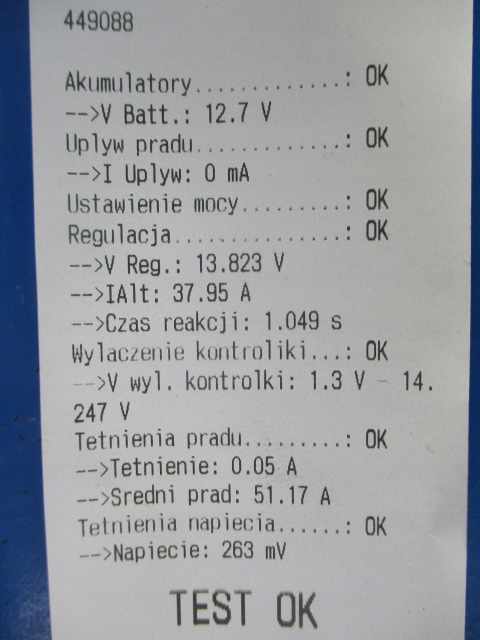 449088
Akumulatory.............: OK
-->V Batt.: 12.7 V
Uplyw pradu.............: OK
-->I Uplyw: 0 mA
Ustawienie mocy.........: OK
Regulacja...............: OK
-->V Reg.: 13.823 V
-->IAlt: 37.95 A
-->Czas reakcji: 1.049 s
Wylaczenie kontroliki...: OK
-->V wyl. kontrolki: 1.3 V - 14.
247 V
Tetnienia pradu.........: OK
-->Tetnienie: 0.05 A
-->Sredni prad: 51.17 A
Tetnienia napiecia......: OK
-->Napiecie: 263 mV
TEST OK